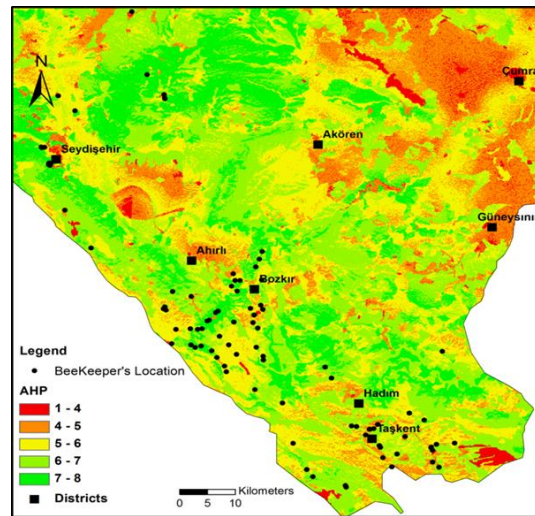 N
Çumra
Akören
Seydişehir
Güneysını
Ahırlı
Bozkır
Hadım
Taşkent
Legend
BeeKeeper's Location
AHP
1 - 4
4 - 5
5 - 6
6 - 7
7 - 8
Districts
Kilometers
0 5 10